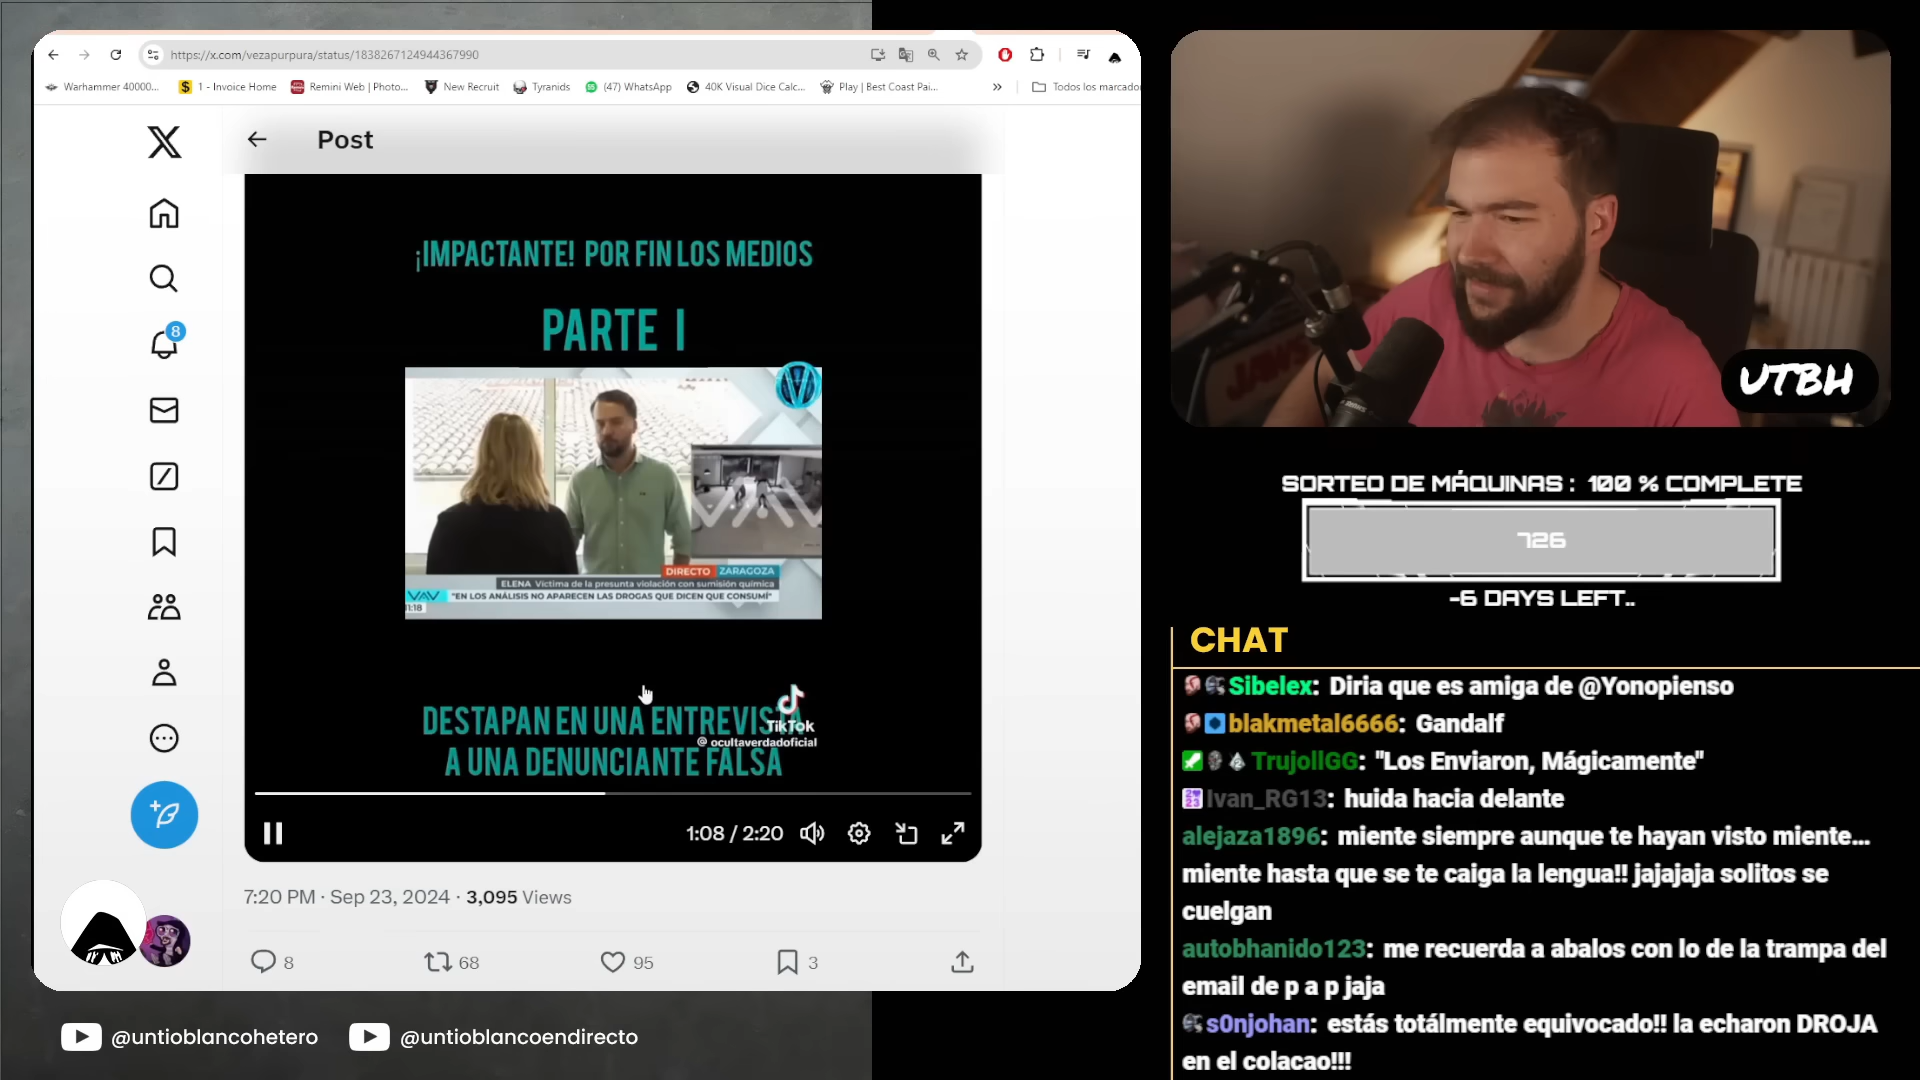 https://x.com/vezapurpura/status/1838267124944367990
Warhammer 40000...
1 - Invoice Home
Remini Web | Photo...
New Recruit
Tyranids
(47) WhatsApp
40K Visual Dice Calc...
Play | Best Coast Pai...
»
Todos los marcado
Post
8
¡IMPACTANTE! POR FIN LOS MEDIOS
PARTE I
DIRECTO ZARAGOZA
ELENA Víctima de la presunta violación con sumisión química
VAV "EN LOS ANÁLISIS NO APARECEN LAS DROGAS QUE DICEN QUE CONSUMÍ"
11:18
DESTAPAN EN UNA ENTREVISTA
TikTok
@ ocultaverdadoficial
A UNA DENUNCIANTE FALSA
1:08 / 2:20
7:20 PM · Sep 23, 2024 · 3,095 Views
8
68
95
3
@untioblancohetero
@untioblancoendirecto
UTBH
SORTEO DE MÁQUINAS : 100 % COMPLETE
726
-6 DAYS LEFT..
CHAT
Sibelex: Diria que es amiga de @Yonopienso
blakmetal6666: Gandalf
TrujollGG: "Los Enviaron, Mágicamente"
Ivan_RG13: huida hacia delante
alejaza1896: miente siempre aunque te hayan visto miente...
miente hasta que se te caiga la lengua!! jajajaja solitos se
cuelgan
autobhanido123: me recuerda a abalos con lo de la trampa del
email de p a p jaja
s0njohan: estás totálmente equivocado!! la echaron DROJA
en el colacao!!!